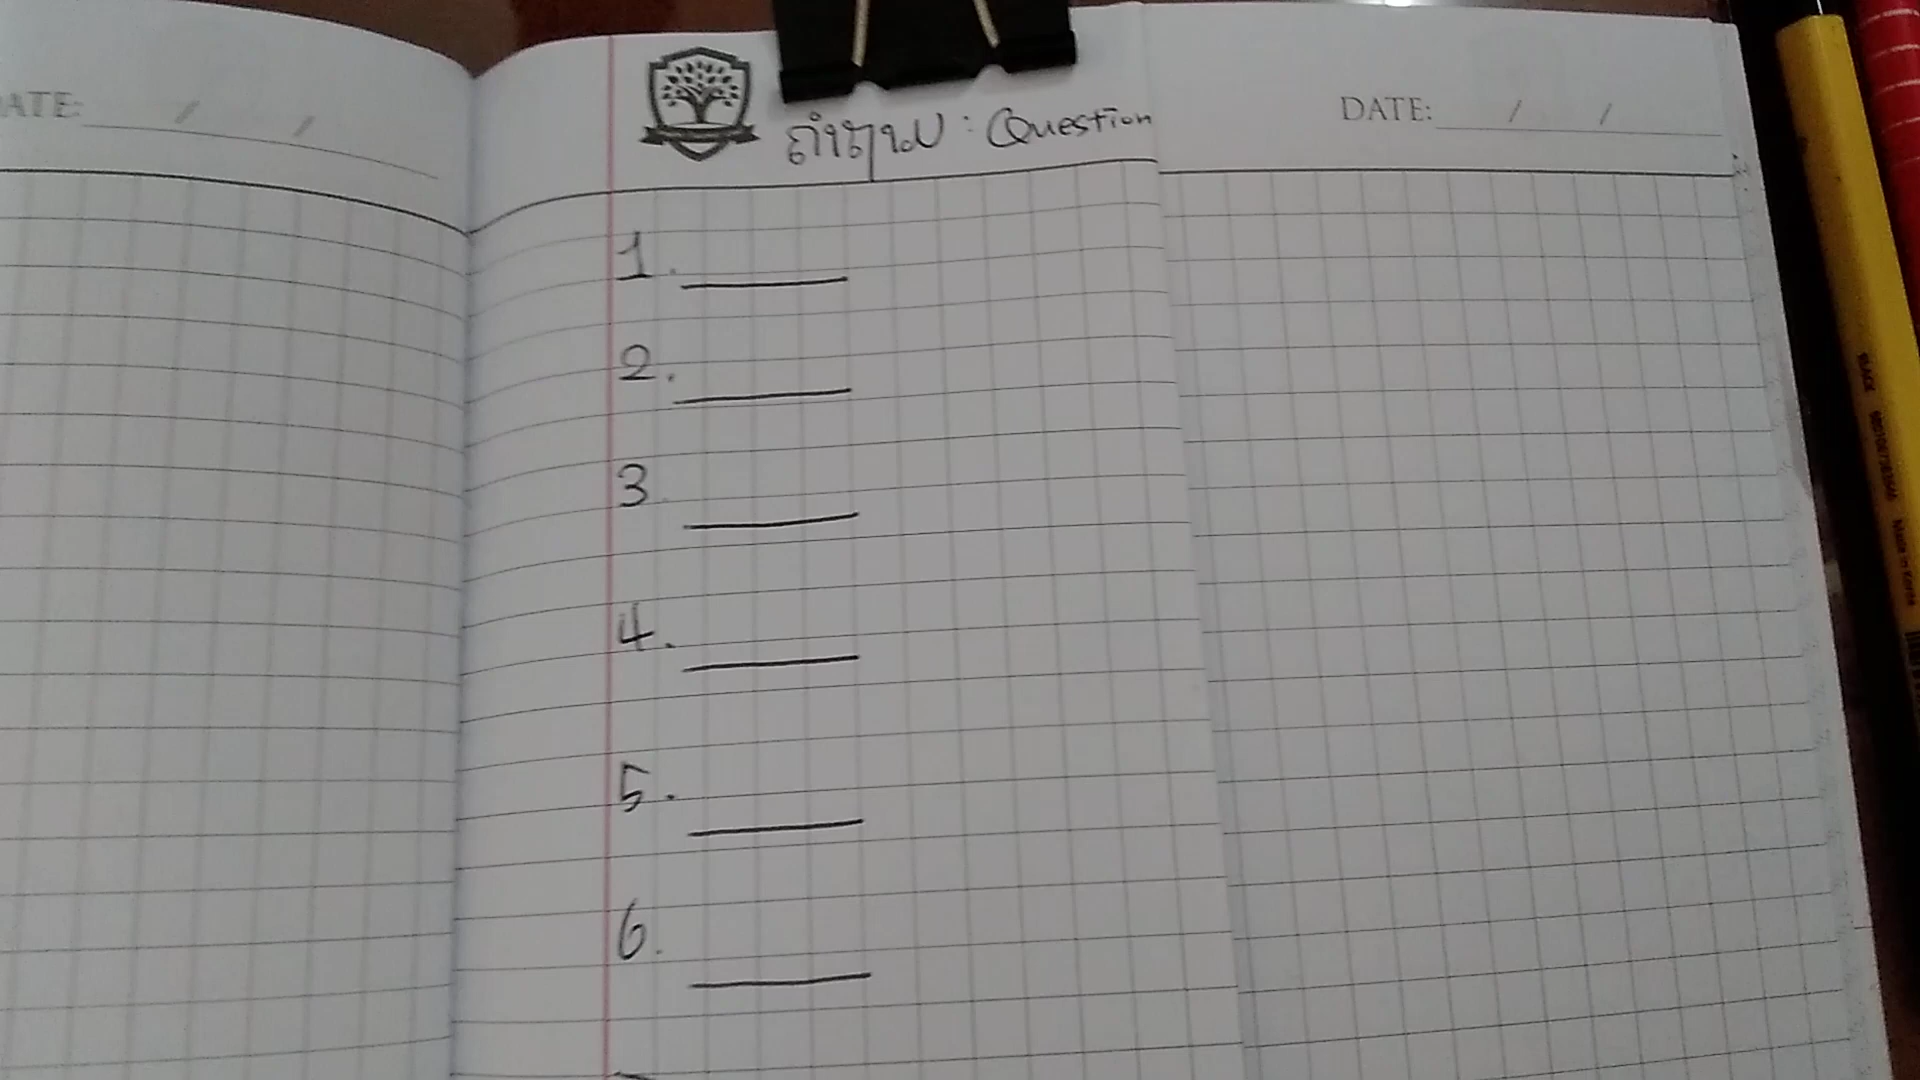 ATE: / /
ຄຳຖາມ : Question
DATE: / /
1.
2.
3
4.
5.
6.